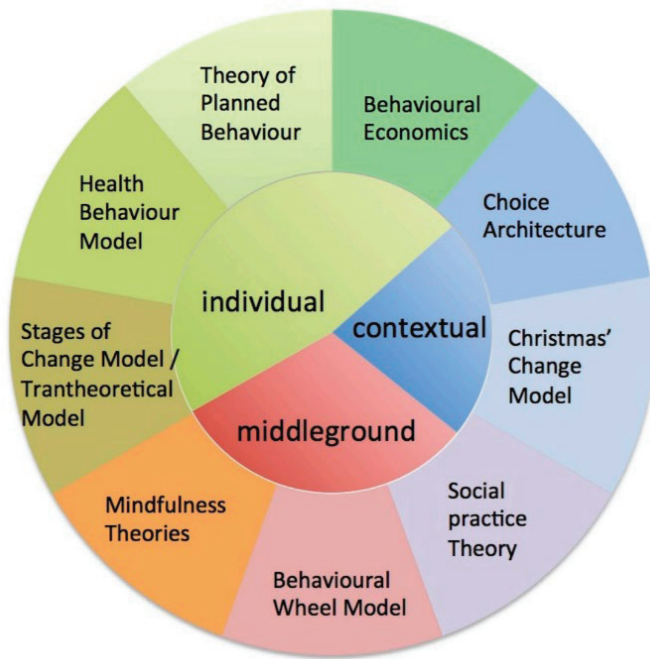 Theory of
Planned
Behaviour
Behavioural
Economics
Choice
Architecture
Christmas'
Change
Model
Social
practice
Theory
Behavioural
Wheel Model
Mindfulness
Theories
Stages of
Change Model /
Trantheoretical
Model
Health
Behaviour
Model
individual
contextual
middleground